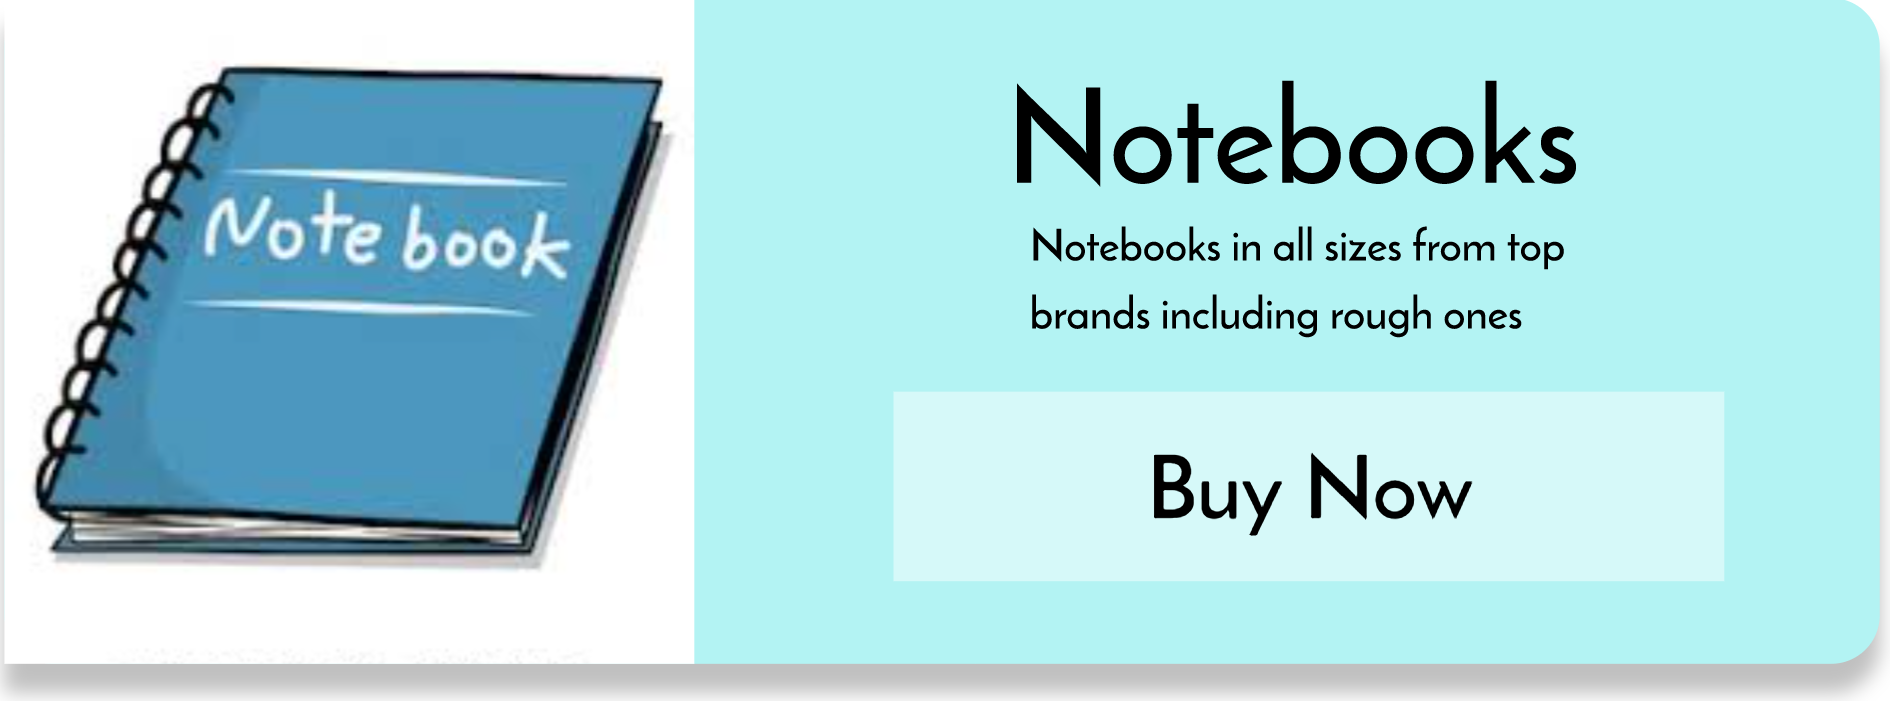 Note book
Notebooks
Notebooks in all sizes from top
brands including rough ones
Buy Now